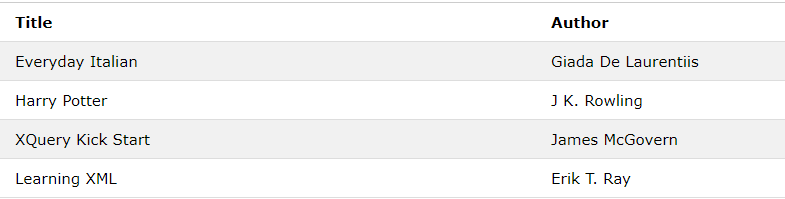 Title Author
Everyday Italian Giada De Laurentiis
Harry Potter J K. Rowling
XQuery Kick Start James McGovern
Learning XML Erik T. Ray